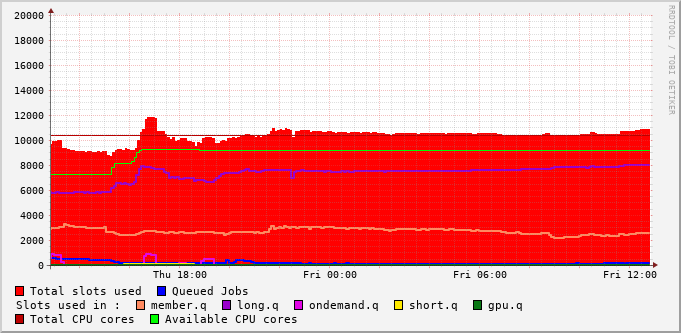 20000
18000
16000
14000
12000
10000
8000
6000
4000
2000
0
Thu 18:00 Fri 00:00 Fri 06:00 Fri 12:00
RRDTOOL / TOBI OETIKER
Total slots used Queued Jobs
Slots used in : member.q long.q ondemand.q short.q gpu.q
Total CPU cores Available CPU cores